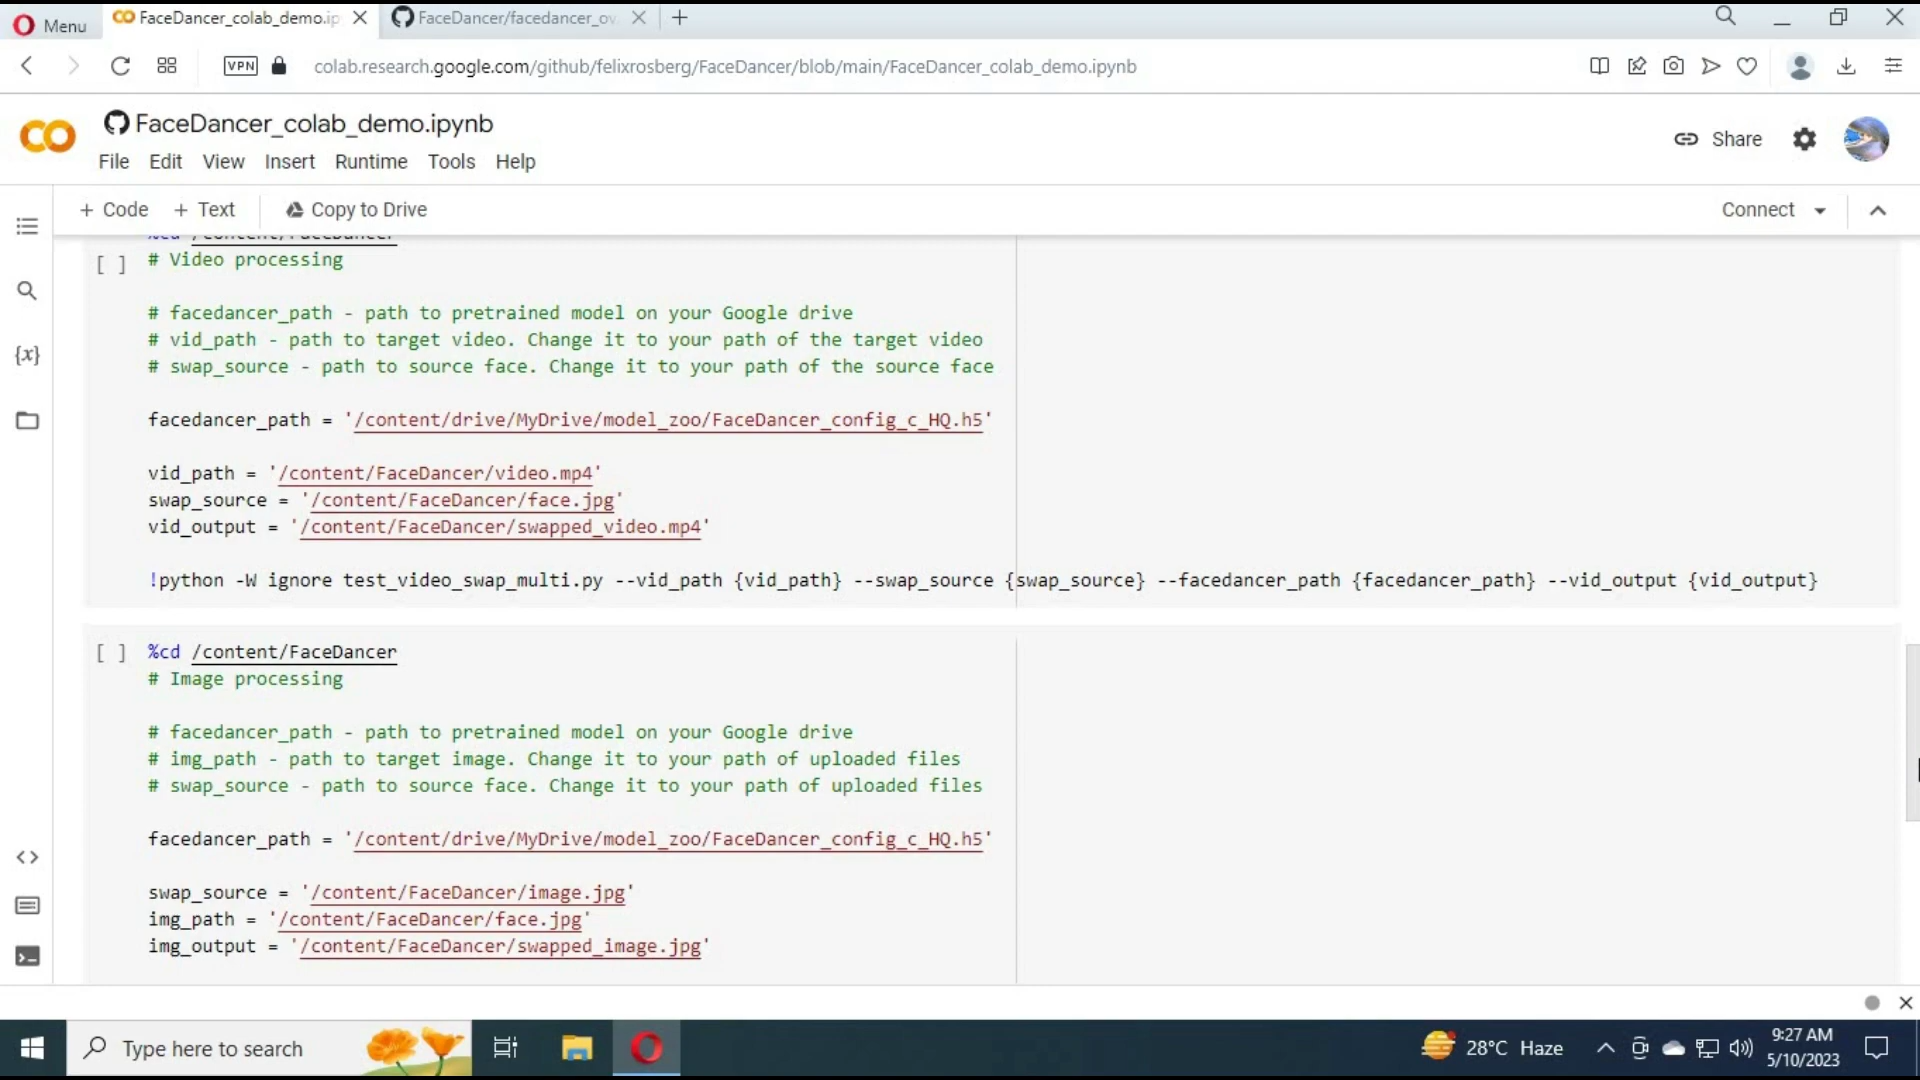 Menu
FaceDancer_colab_demo.ip
FaceDancer/facedancer_ov
VPN
colab.research.google.com/github/felixrosberg/FaceDancer/blob/main/FaceDancer_colab_demo.ipynb
CO
FaceDancer_colab_demo.ipynb
Share
File Edit View Insert Runtime Tools Help
+ Code + Text Copy to Drive
Connect
%cd /content/FaceDancer
[ ] # Video processing
# facedancer_path - path to pretrained model on your Google drive
# vid_path - path to target video. Change it to your path of the target video
# swap_source - path to source face. Change it to your path of the source face
facedancer_path = '/content/drive/MyDrive/model_zoo/FaceDancer_config_c_HQ.h5'
vid_path = '/content/FaceDancer/video.mp4'
swap_source = '/content/FaceDancer/face.jpg'
vid_output = '/content/FaceDancer/swapped_video.mp4'
!python -W ignore test_video_swap_multi.py --vid_path {vid_path} --swap_source {swap_source} --facedancer_path {facedancer_path} --vid_output {vid_output}
[ ] %cd /content/FaceDancer
# Image processing
# facedancer_path - path to pretrained model on your Google drive
# img_path - path to target image. Change it to your path of uploaded files
# swap_source - path to source face. Change it to your path of uploaded files
facedancer_path = '/content/drive/MyDrive/model_zoo/FaceDancer_config_c_HQ.h5'
swap_source = '/content/FaceDancer/image.jpg'
img_path = '/content/FaceDancer/face.jpg'
img_output = '/content/FaceDancer/swapped_image.jpg'
{x}
Type here to search
28°C Haze
9:27 AM
5/10/2023